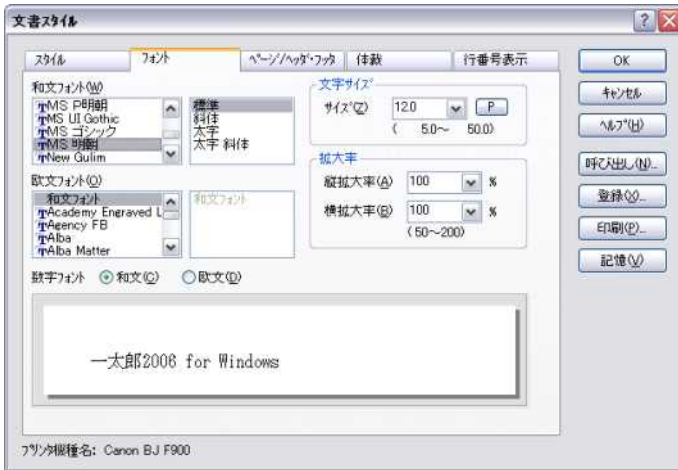 文書スタイル
スタイル フォント ページ/ヘッダ・フッタ 体裁 行番号表示
和文フォント(W)
MS P明朝
MS UI Gothic
MS ゴシック
MS 明朝
New Gulim
標準
斜体
太字
太字 斜体
文字サイズ
サイズ(Z) 12.0 P
( 5.0～ 50.0)
拡大率
縦拡大率(A) 100 %
横拡大率(B) 100 %
(50～200)
欧文フォント(O)
和文フォント
Academy Engraved L
Agency FB
Alba
Alba Matter
和文フォント
数字フォント 和文(C) 欧文(D)
一太郎2006 for Windows
プリンタ機種名: Canon BJ F900
OK
キャンセル
ヘルプ(H)
呼び出し(N)...
登録(X)...
印刷(P)...
記憶(V)